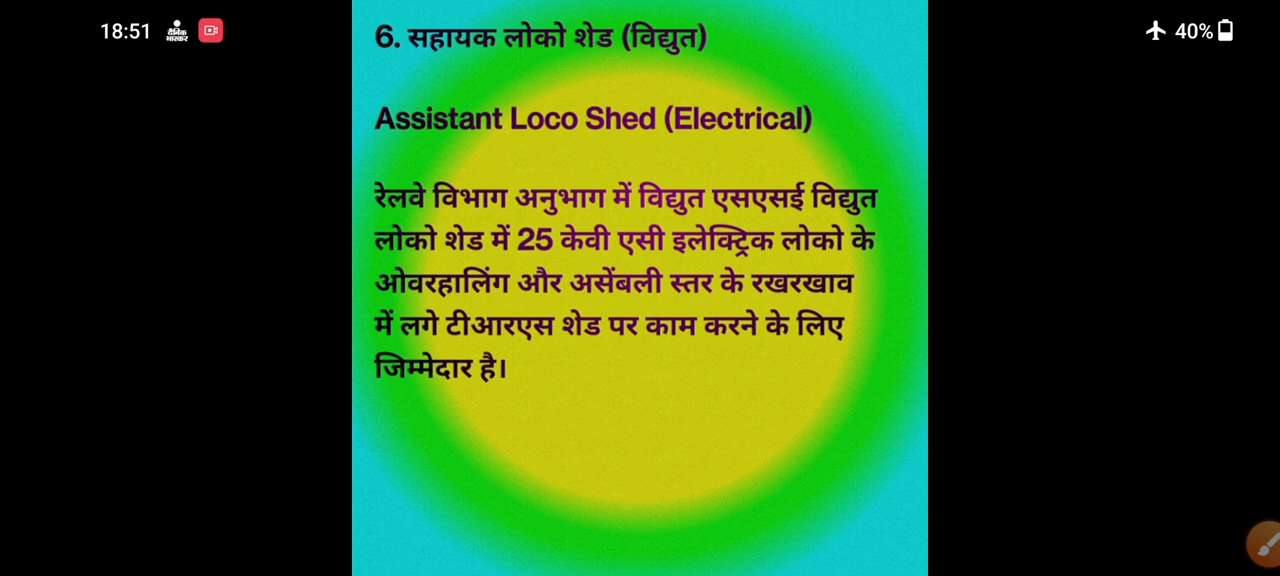 18:51
दैनिक
भास्कर
40%
6. सहायक लोको शेड (विद्युत)
Assistant Loco Shed (Electrical)
रेलवे विभाग अनुभाग में विद्युत एसएसई विद्युत
लोको शेड में 25 केवी एसी इलेक्ट्रिक लोको के
ओवरहालिंग और असेंबली स्तर के रखरखाव
में लगे टीआरएस शेड पर काम करने के लिए
जिम्मेदार है।